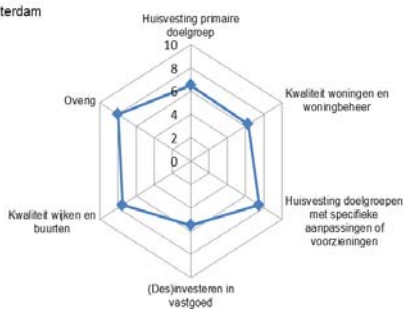 terdam
Huisvesting primaire
doelgroep
10
8
6
4
2
0
Kwaliteit woningen en
woningbeheer
Huisvesting doelgroepen
met specifieke
aanpassingen of
voorzieningen
(Des)investeren in
vastgoed
Kwaliteit wijken en
buurten
Overig